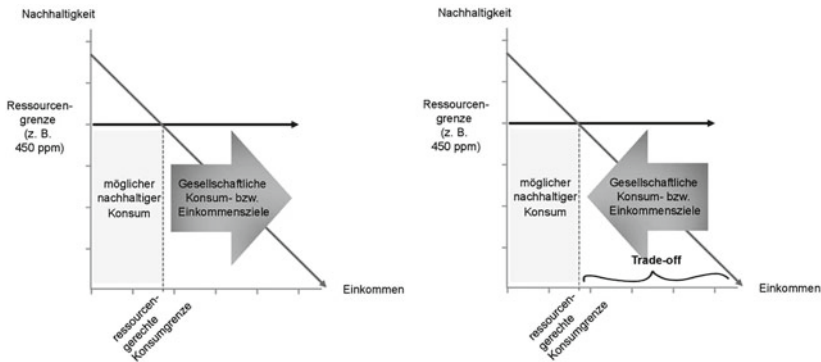 Nachhaltigkeit
Ressourcen-
grenze
(z. B.
450 ppm)
möglicher
nachhaltiger
Konsum
Gesellschaftliche
Konsum- bzw.
Einkommensziele
Einkommen
ressourcen-
gerechte
Konsumgrenze
Nachhaltigkeit
Ressourcen-
grenze
(z. B.
450 ppm)
möglicher
nachhaltiger
Konsum
Gesellschaftliche
Konsum- bzw.
Einkommensziele
Trade-off
Einkommen
ressourcen-
gerechte
Konsumgrenze